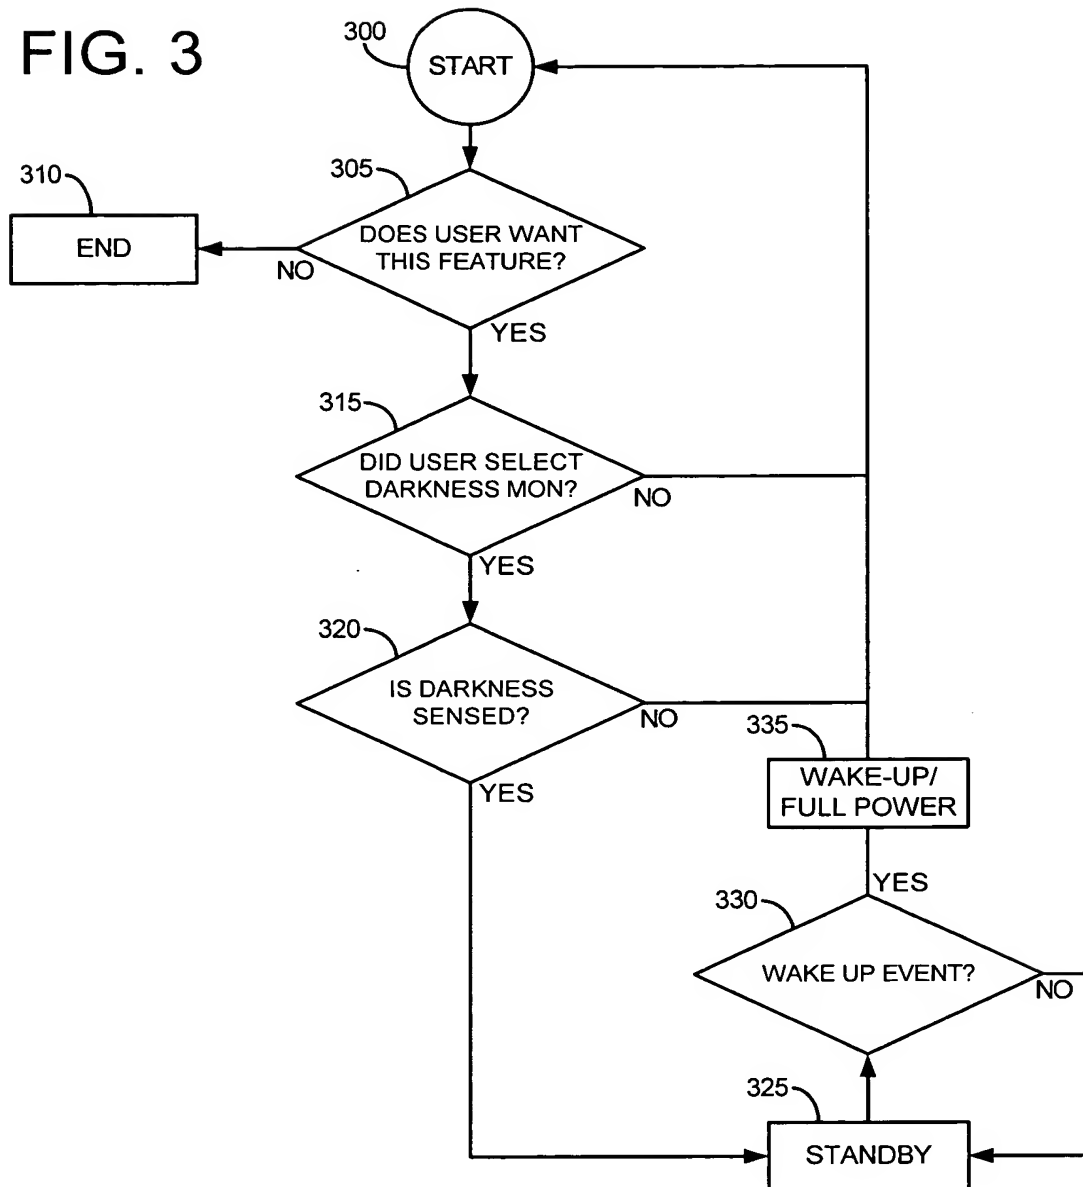 FIG. 3
300
START
305
310
DOES USER WANT
THIS FEATURE?
END
NO
YES
315
DID USER SELECT
DARKNESS MON?
NO
YES
320
IS DARKNESS
SENSED?
NO
335
YES
WAKE-UP/
FULL POWER
YES
330
WAKE UP EVENT?
NO
325
STANDBY